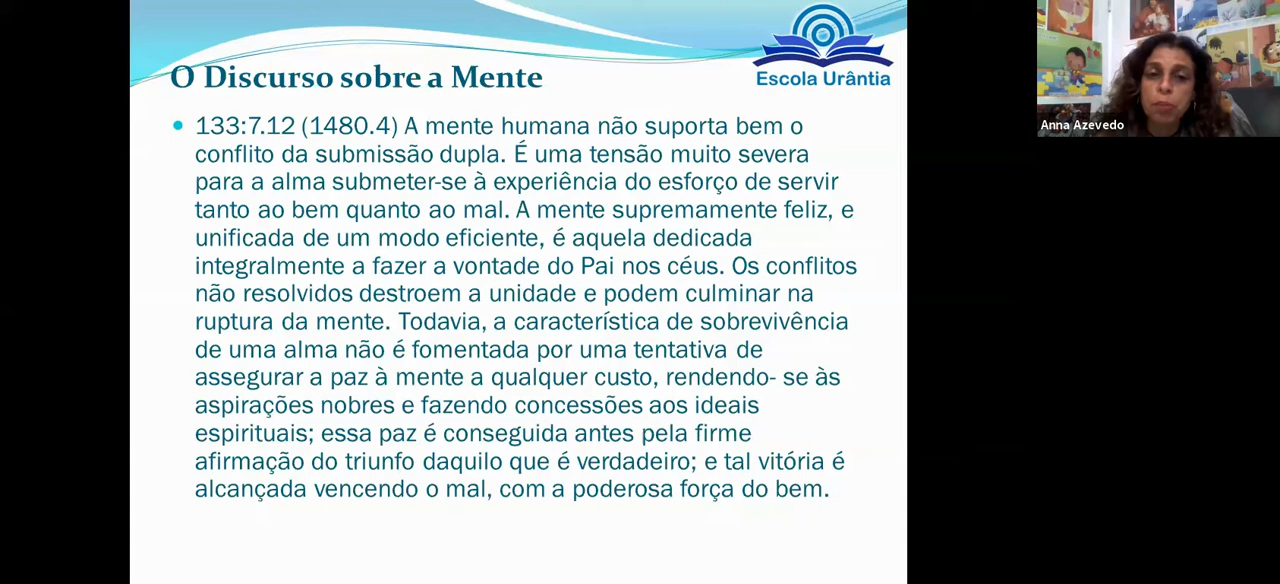 O Discurso sobre a Mente
Escola Urântia
Anna Azevedo
• 133:7.12 (1480.4) A mente humana não suporta bem o
conflito da submissão dupla. É uma tensão muito severa
para a alma submeter-se à experiência do esforço de servir
tanto ao bem quanto ao mal. A mente supremamente feliz, e
unificada de um modo eficiente, é aquela dedicada
integralmente a fazer a vontade do Pai nos céus. Os conflitos
não resolvidos destroem a unidade e podem culminar na
ruptura da mente. Todavia, a característica de sobrevivência
de uma alma não é fomentada por uma tentativa de
assegurar a paz à mente a qualquer custo, rendendo- se às
aspirações nobres e fazendo concessões aos ideais
espirituais; essa paz é conseguida antes pela firme
afirmação do triunfo daquilo que é verdadeiro; e tal vitória é
alcançada vencendo o mal, com a poderosa força do bem.